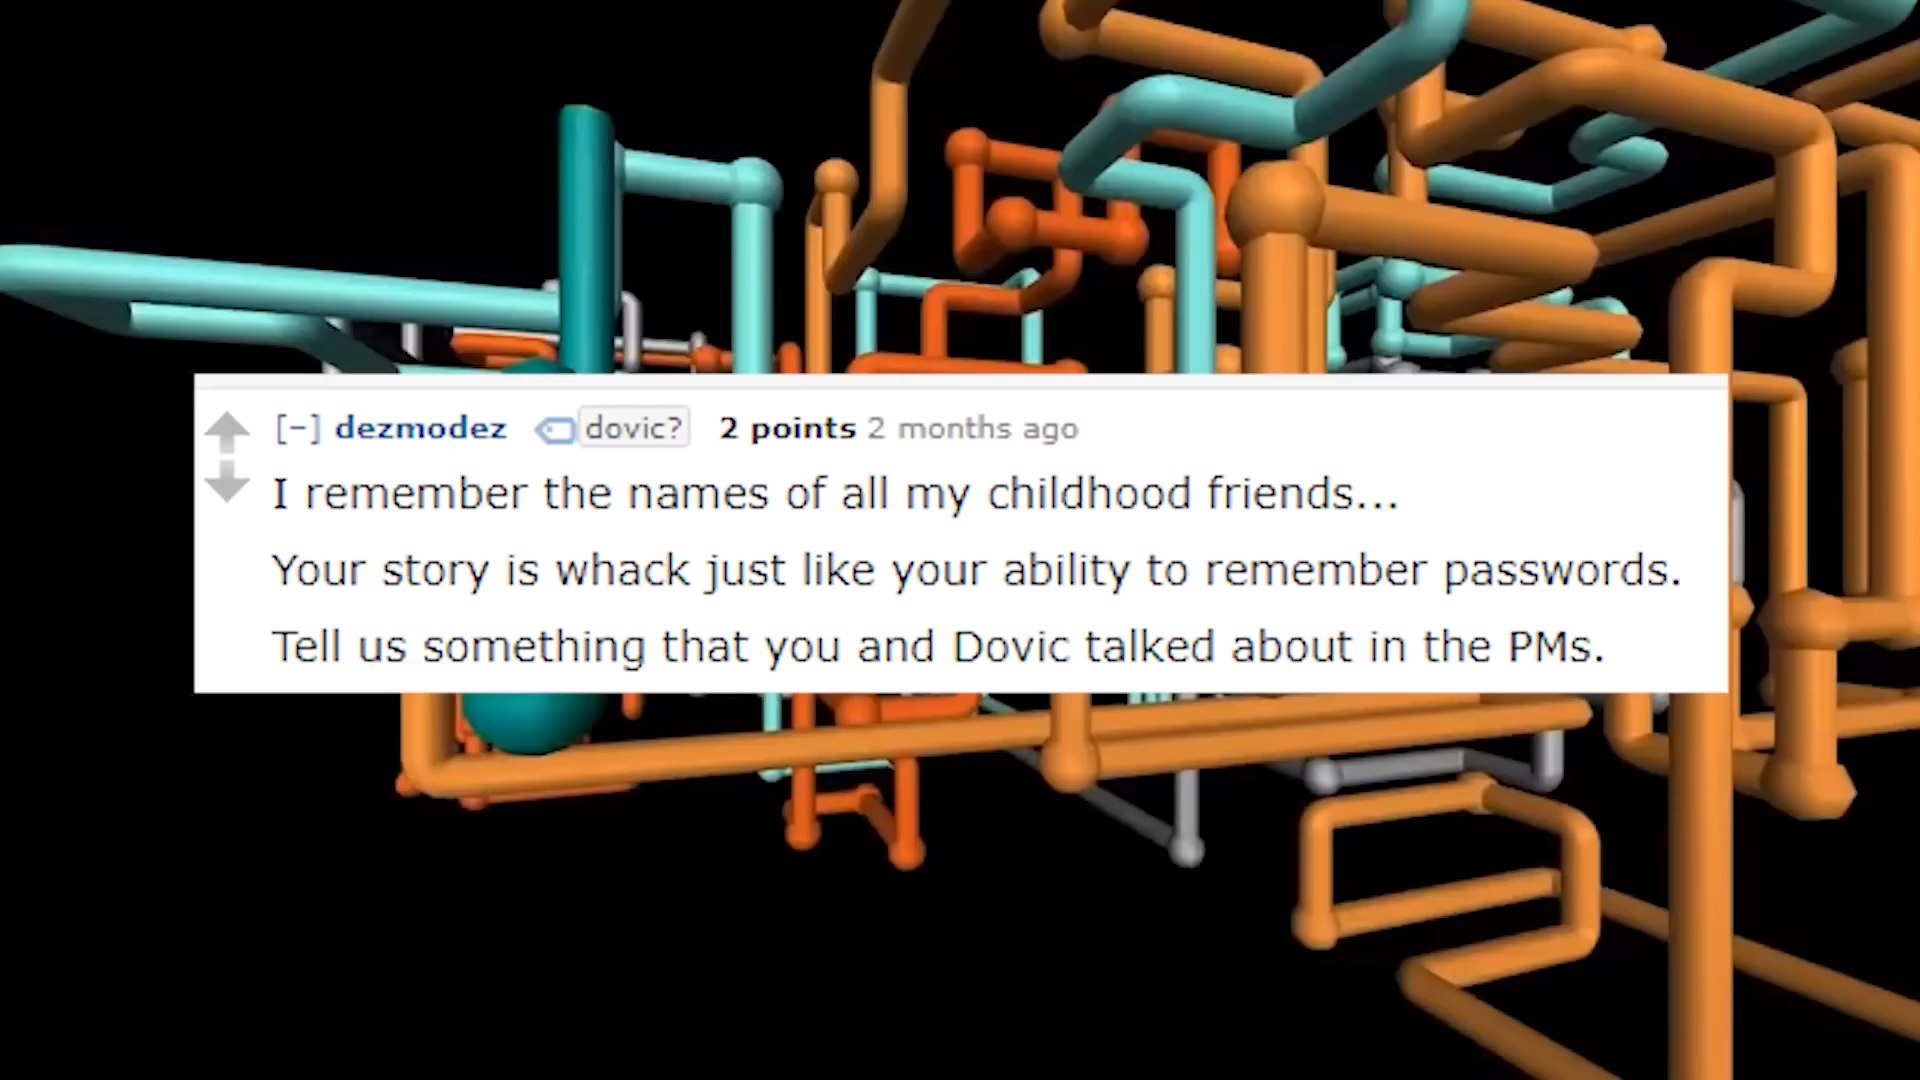 [−] dezmodez dovic? 2 points 2 months ago
I remember the names of all my childhood friends...
Your story is whack just like your ability to remember passwords.
Tell us something that you and Dovic talked about in the PMs.